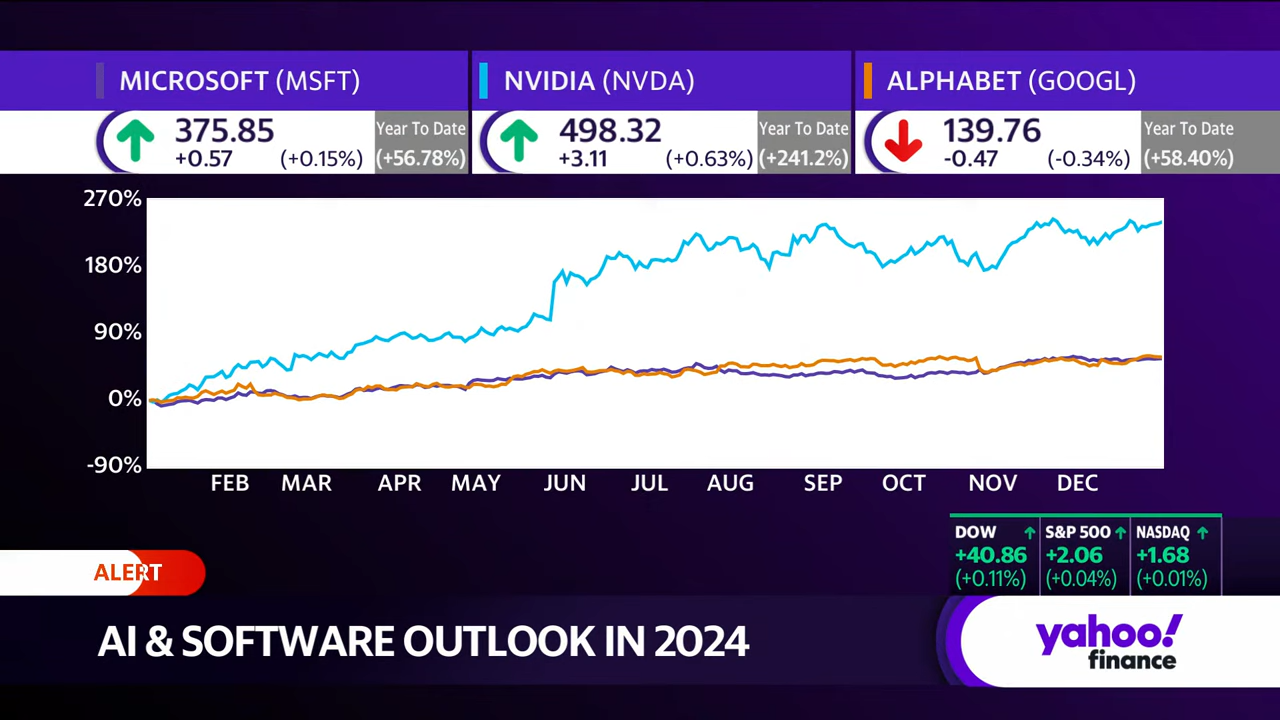 MICROSOFT (MSFT)
375.85
+0.57 (+0.15%)
Year To Date
(+56.78%)
NVIDIA (NVDA)
498.32
+3.11 (+0.63%)
Year To Date
(+241.2%)
ALPHABET (GOOGL)
139.76
-0.47 (-0.34%)
Year To Date
(+58.40%)
270%
180%
90%
0%
-90%
FEB MAR APR MAY JUN JUL AUG SEP OCT NOV DEC
DOW
+40.86
(+0.11%)
S&P 500
+2.06
(+0.04%)
NASDAQ
+1.68
(+0.01%)
ALERT
AI & SOFTWARE OUTLOOK IN 2024
yahoo!
finance